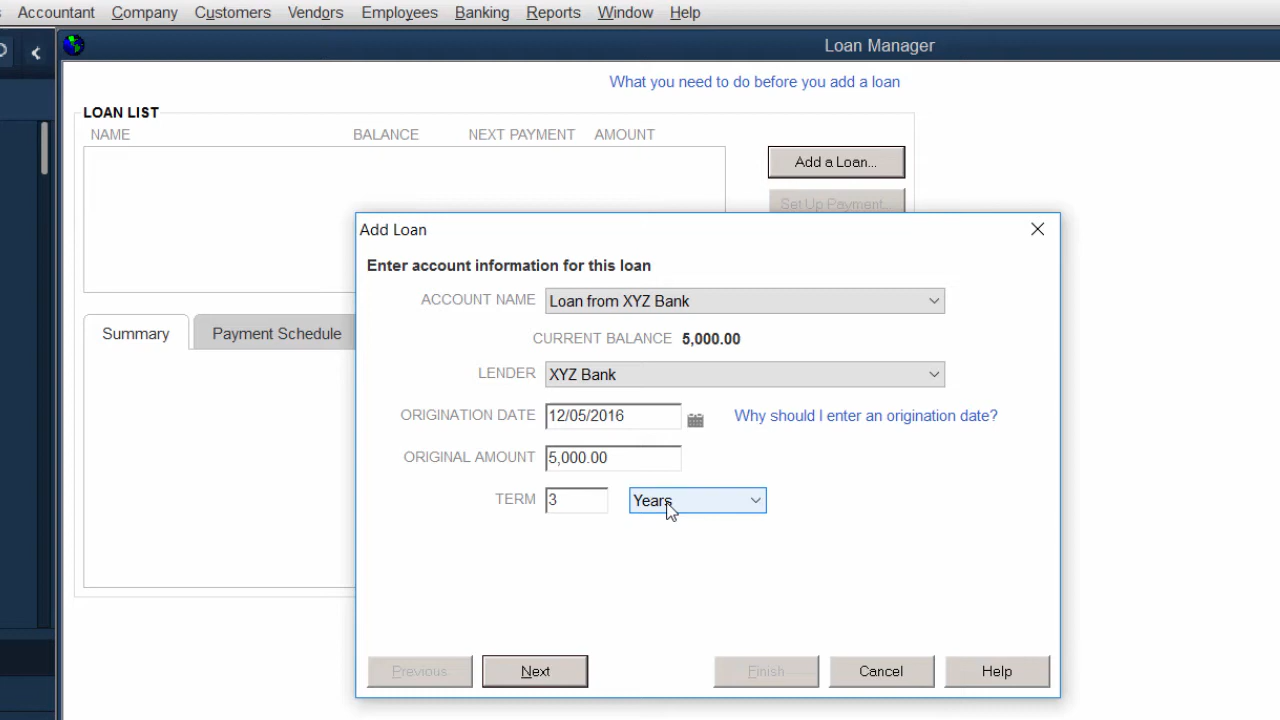 Accountant Company Customers Vendors Employees Banking Reports Window Help
Loan Manager
What you need to do before you add a loan
LOAN LIST
NAME BALANCE NEXT PAYMENT AMOUNT
Add a Loan...
Set Up Payment...
Add Loan
Enter account information for this loan
ACCOUNT NAME Loan from XYZ Bank
CURRENT BALANCE 5,000.00
Summary Payment Schedule
LENDER XYZ Bank
ORIGINATION DATE 12/05/2016 Why should I enter an origination date?
ORIGINAL AMOUNT 5,000.00
TERM 3 Years
Previous Next Finish Cancel Help